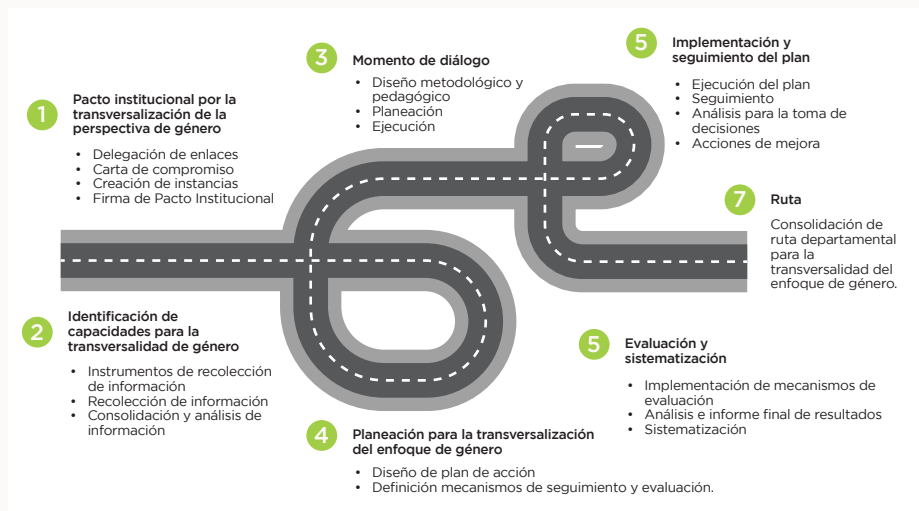 1
Pacto institucional por la
transversalización de la
perspectiva de género
• Delegación de enlaces
• Carta de compromiso
• Creación de instancias
• Firma de Pacto Institucional
2
Identificación de
capacidades para la
transversalidad de género
• Instrumentos de recolección
de información
• Recolección de información
• Consolidación y análisis de
información
3
Momento de diálogo
• Diseño metodológico y
pedagógico
• Planeación
• Ejecución
4
Planeación para la transversalización
del enfoque de género
• Diseño de plan de acción
• Definición mecanismos de seguimiento y evaluación.
5
Implementación y
seguimiento del plan
• Ejecución del plan
• Seguimiento
• Análisis para la toma de
decisiones
• Acciones de mejora
5
Evaluación y
sistematización
• Implementación de mecanismos de
evaluación
• Análisis e informe final de resultados
• Sistematización
7
Ruta
Consolidación de
ruta departamental
para la
transversalidad del
enfoque de género.